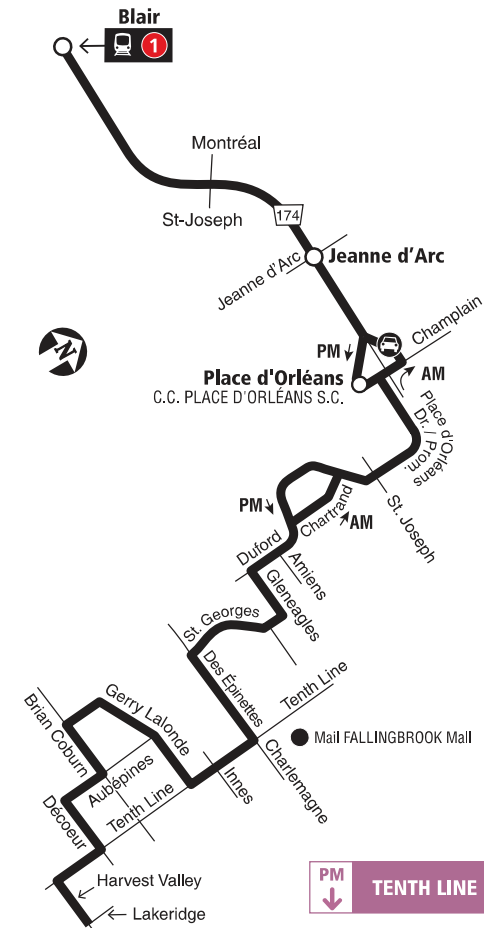 Blair
1
Montréal
St-Joseph
174
Jeanne d'Arc
Jeanne d'Arc
Champlain
PM
AM
Place d'Orléans
C.C. PLACE D'ORLÉANS S.C.
Place d'Orléans
Dr. / Prom.
N
St. Joseph
PM
Chartrand
AM
Duford
Amiens
Gleneagles
St. Georges
Des Épinettes
Tenth Line
Mail FALLINGBROOK Mall
Charlemagne
Innes
Gerry Lalonde
Brian Coburn
Aubépines
Tenth Line
Décoeur
Harvest Valley
Lakeridge
PM
TENTH LINE